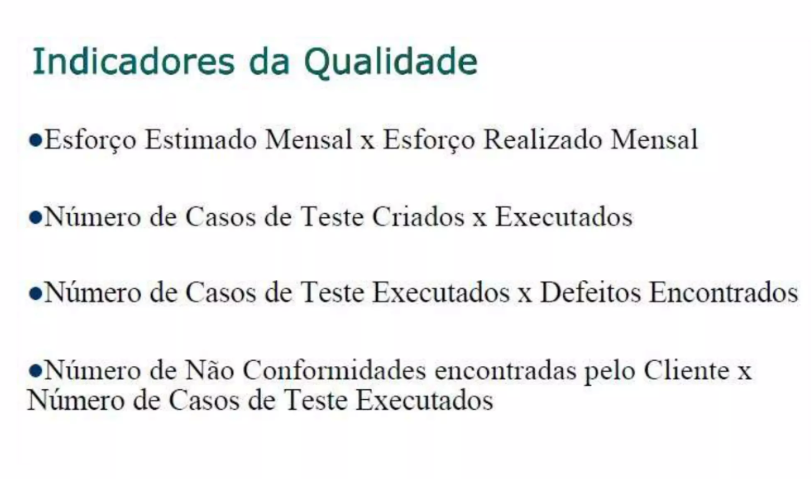 Indicadores da Qualidade
●Esforço Estimado Mensal x Esforço Realizado Mensal
●Número de Casos de Teste Criados x Executados
●Número de Casos de Teste Executados x Defeitos Encontrados
●Número de Não Conformidades encontradas pelo Cliente x
Número de Casos de Teste Executados